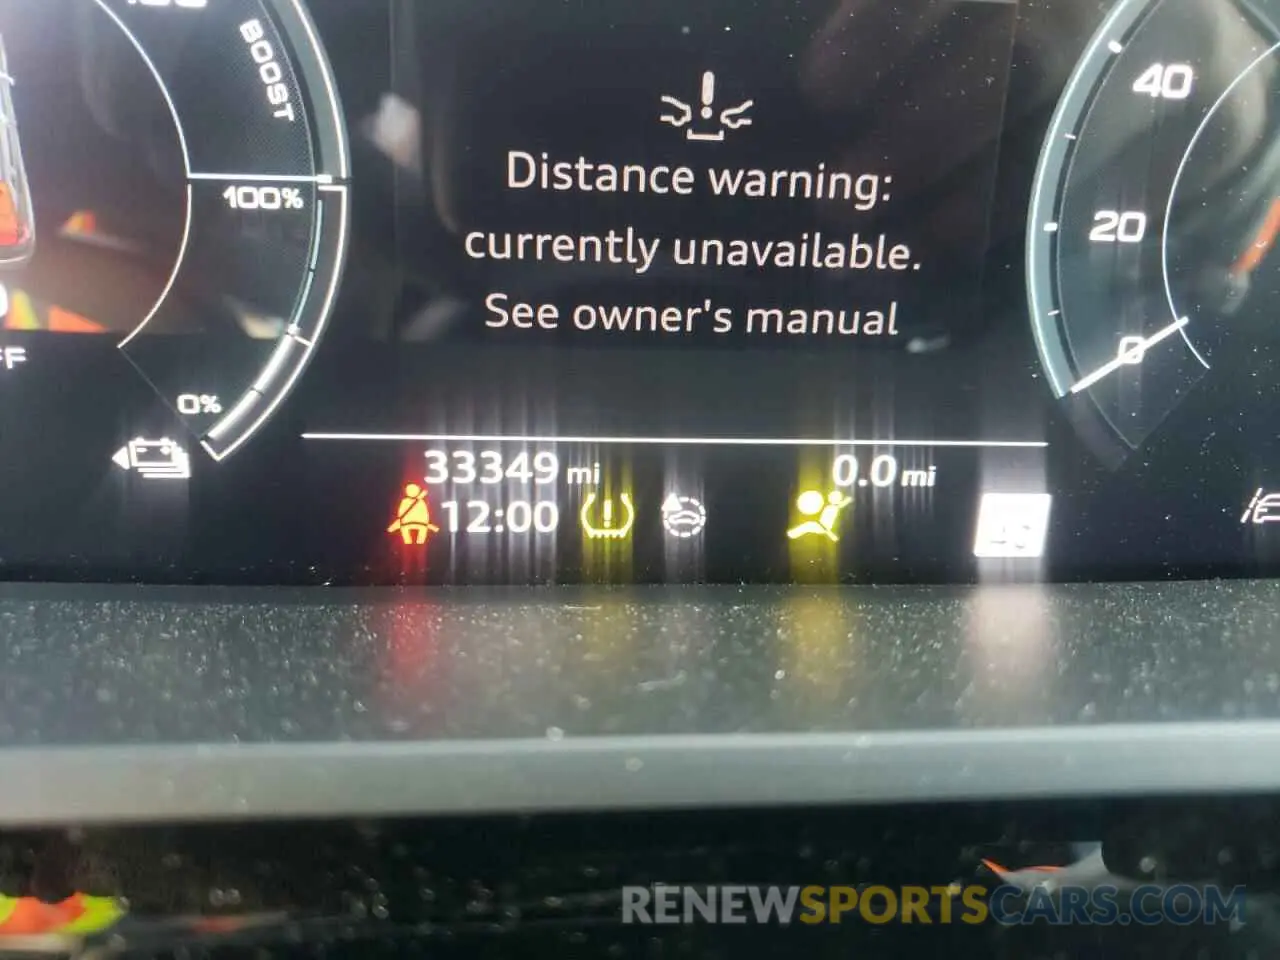 BOOST
40
100%
Distance warning:
currently unavailable.
See owner's manual
20
0
0%
33349 mi
0.0 mi
12:00
RENEWSPORTSCARS.COM